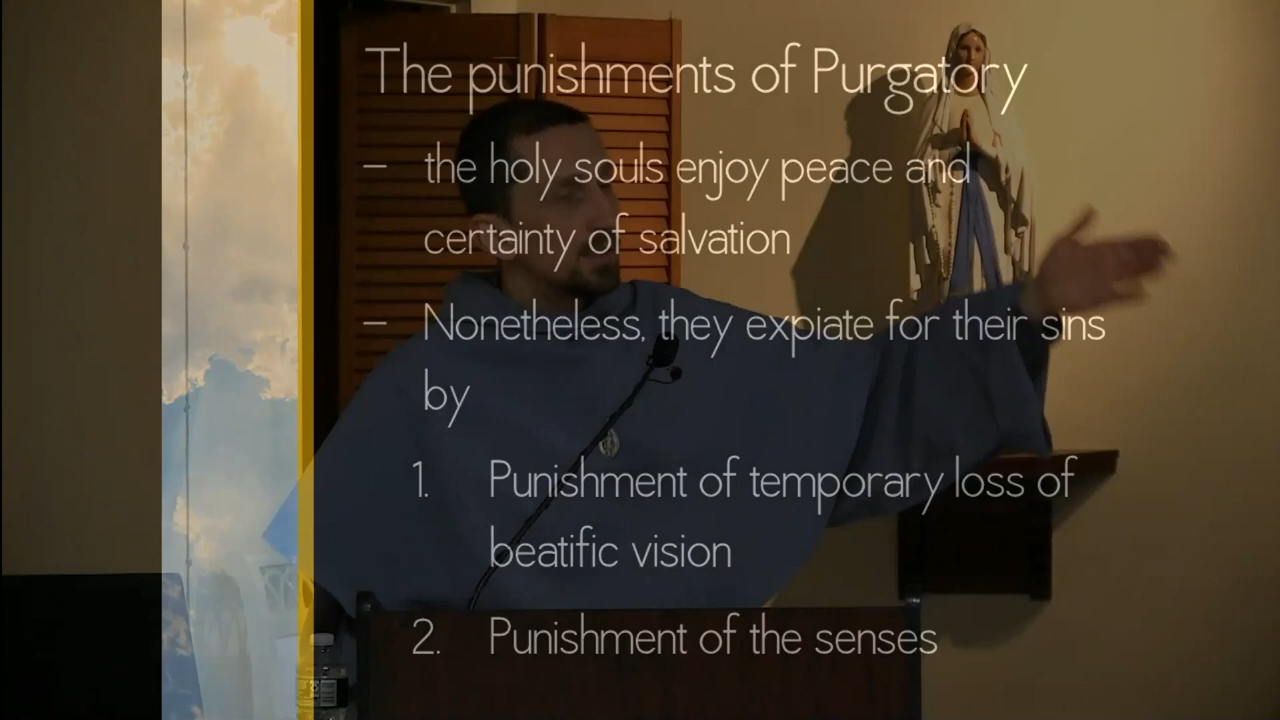 The punishments of Purgatory
– the holy souls enjoy peace and
certainty of salvation
– Nonetheless, they expiate for their sins
by
1. Punishment of temporary loss of
beatific vision
2. Punishment of the senses